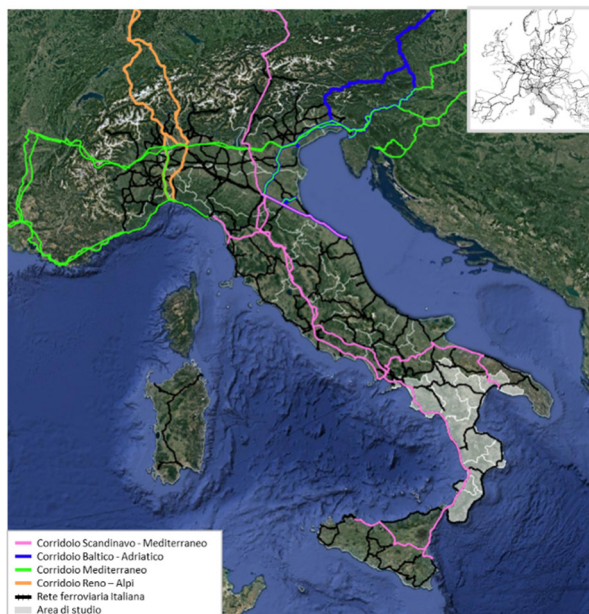 Corridoio Scandinavo - Mediterraneo
Corridoio Baltico - Adriatico
Corridoio Mediterraneo
Corridoio Reno – Alpi
Rete ferroviaria Italiana
Area di studio